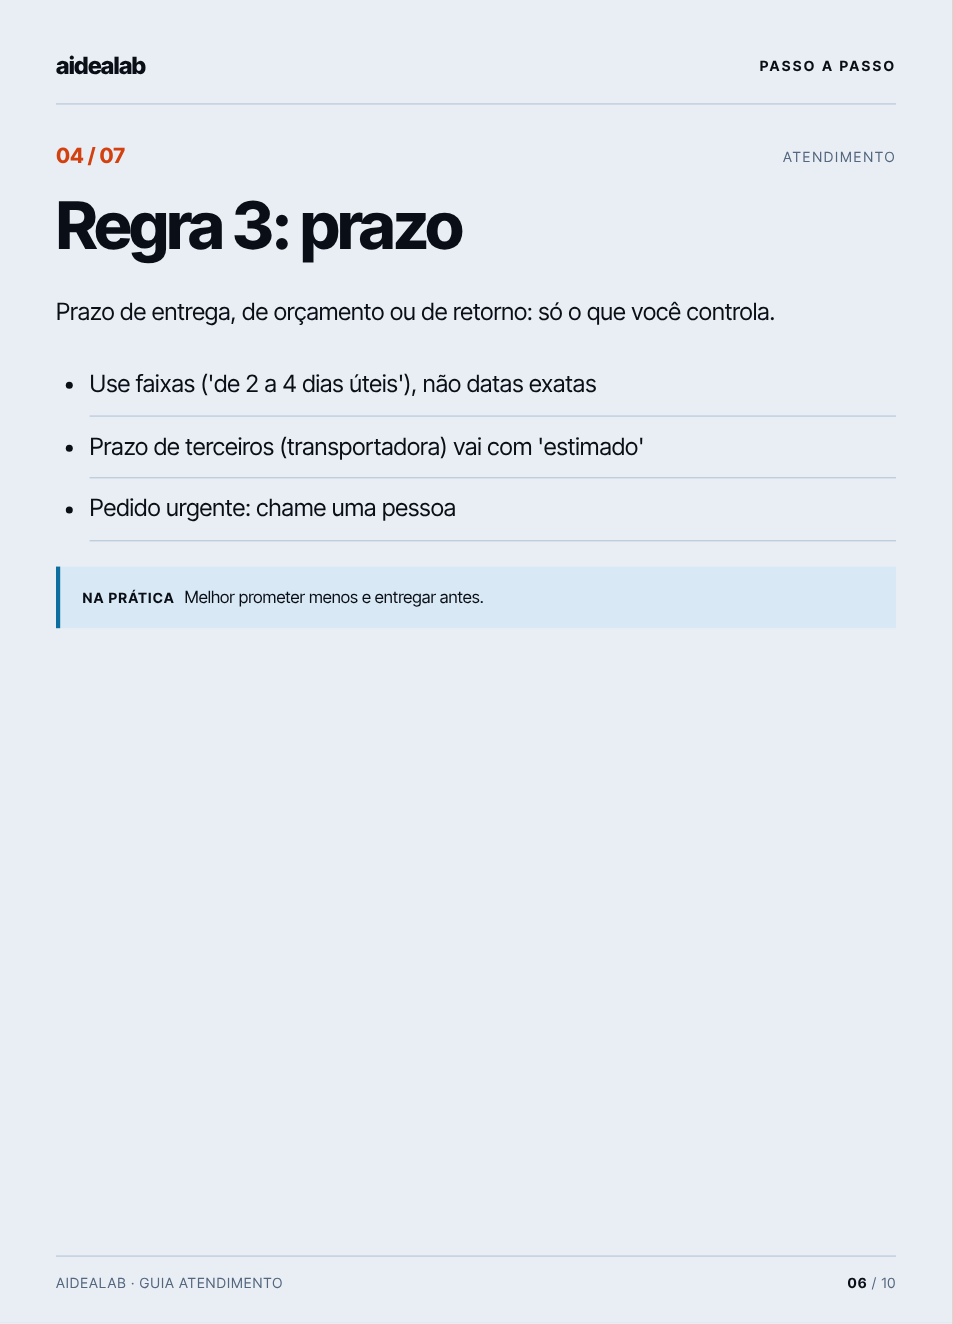 aidealab
PASSO A PASSO
04 / 07
ATENDIMENTO
Regra 3: prazo
Prazo de entrega, de orçamento ou de retorno: só o que você controla.
• Use faixas ('de 2 a 4 dias úteis'), não datas exatas
• Prazo de terceiros (transportadora) vai com 'estimado'
• Pedido urgente: chame uma pessoa
NA PRÁTICA Melhor prometer menos e entregar antes.
AIDEALAB · GUIA ATENDIMENTO
06 / 10